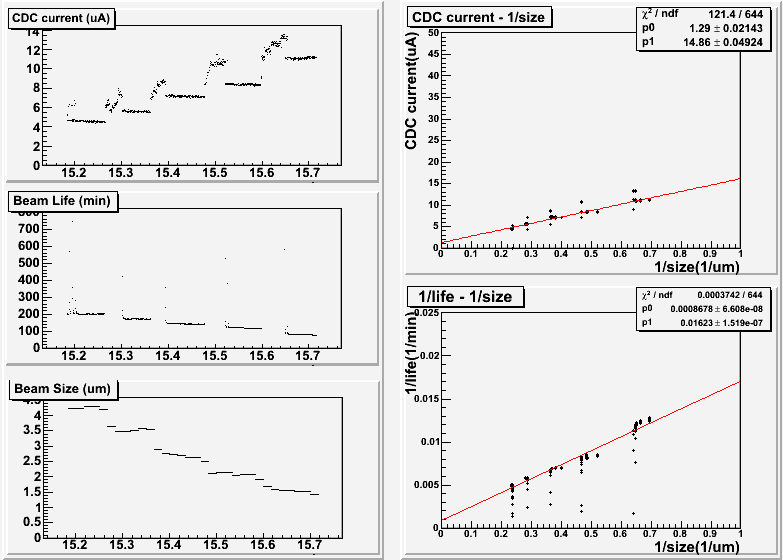 CDC current (uA)
14
12
10
8
6
4
2
0
15.2 15.3 15.4 15.5 15.6 15.7
Beam Life (min)
800
700
600
500
400
300
200
100
0
15.2 15.3 15.4 15.5 15.6 15.7
Beam Size (um)
4.5
4
3.5
3
2.5
2
1.5
1
0.5
0
15.2 15.3 15.4 15.5 15.6 15.7
CDC current - 1/size
χ² / ndf 121.4 / 644
p0 1.29 ± 0.02143
p1 14.86 ± 0.04924
CDC current(uA)
50
45
40
35
30
25
20
15
10
5
0
0 0.1 0.2 0.3 0.4 0.5 0.6 0.7 0.8 0.9 1
1/size(1/um)
1/life - 1/size
χ² / ndf 0.0003742 / 644
p0 0.0008678 ± 6.608e-08
p1 0.01623 ± 1.519e-07
1/life(1/min)
0.025
0.02
0.015
0.01
0.005
0
0 0.1 0.2 0.3 0.4 0.5 0.6 0.7 0.8 0.9 1
1/size(1/um)